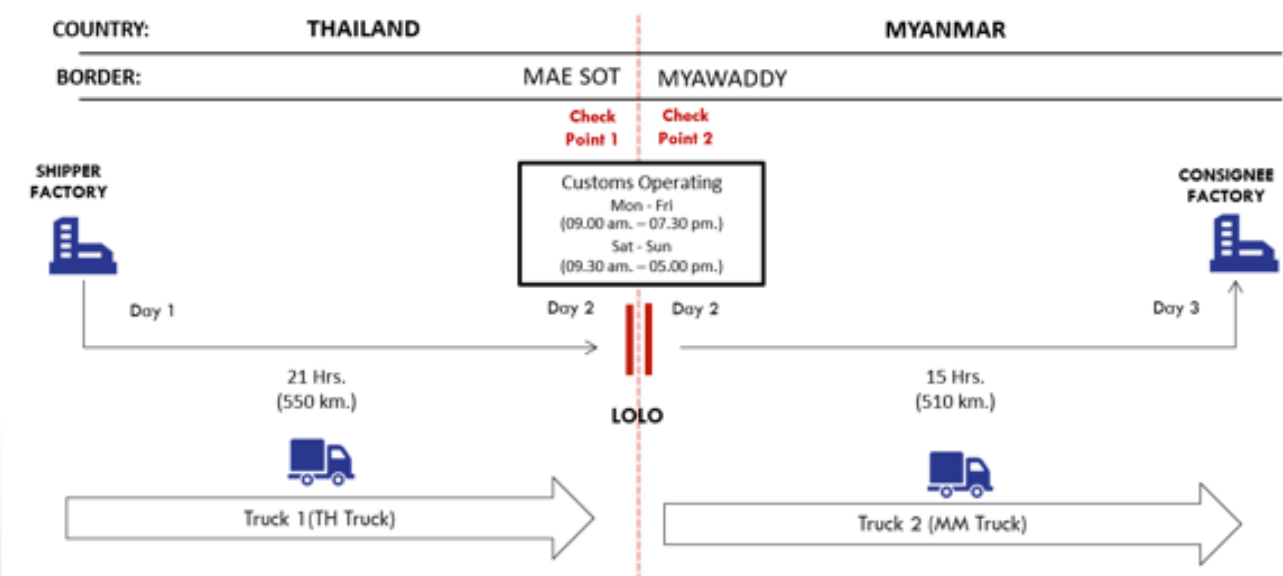 COUNTRY: THAILAND MYANMAR
BORDER: MAE SOT MYAWADDY
Check Point 1
Check Point 2
SHIPPER
FACTORY
Customs Operating
Mon - Fri
(09.00 am. – 07.30 pm.)
Sat - Sun
(09.30 am. – 05.00 pm.)
CONSIGNEE
FACTORY
Day 1
Day 2
Day 2
Day 3
21 Hrs.
(550 km.)
15 Hrs.
(510 km.)
LOLO
Truck 1(TH Truck)
Truck 2 (MM Truck)